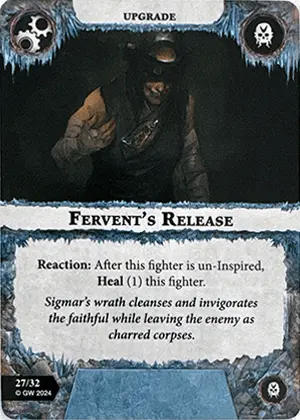 UPGRADE
FERVENT'S RELEASE
Reaction: After this fighter is un-Inspired,
Heal (1) this fighter.
Sigmar's wrath cleanses and invigorates
the faithful while leaving the enemy as
charred corpses.
27/32
© GW 2024